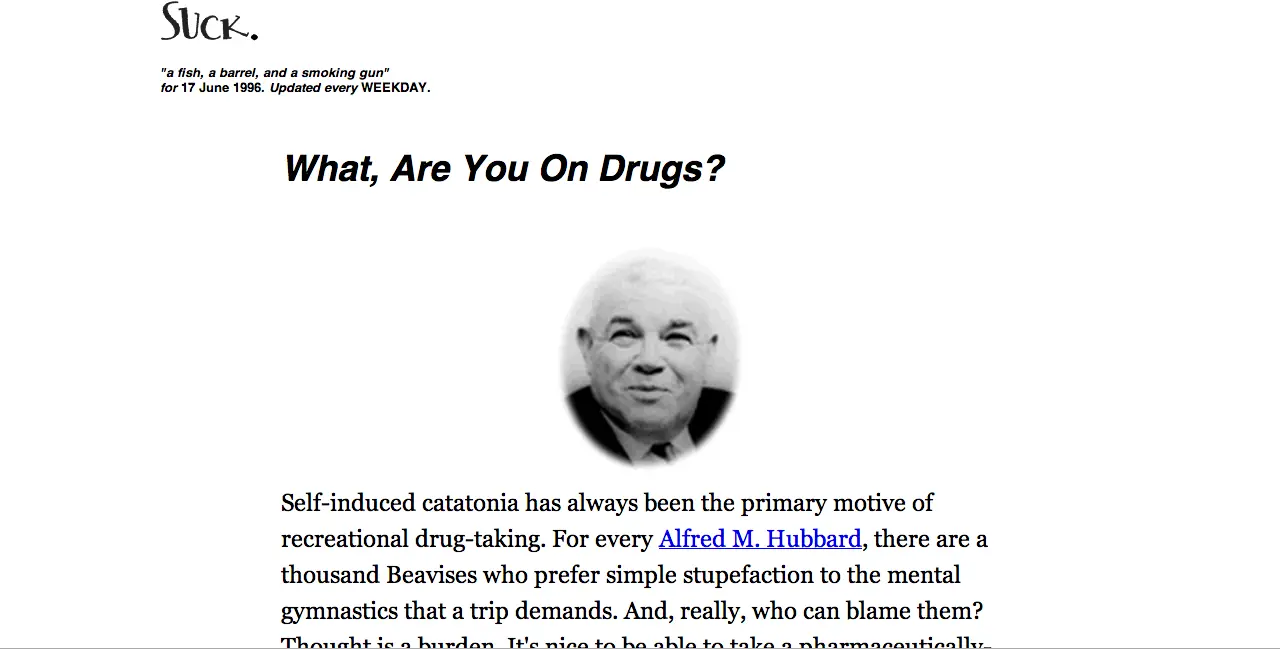 SUCK.
"a fish, a barrel, and a smoking gun"
for 17 June 1996. Updated every WEEKDAY.
What, Are You On Drugs?
Self-induced catatonia has always been the primary motive of
recreational drug-taking. For every Alfred M. Hubbard, there are a
thousand Beavises who prefer simple stupefaction to the mental
gymnastics that a trip demands. And, really, who can blame them?
Thought is a burden. It's nice to be able to take a pharmaceutically-